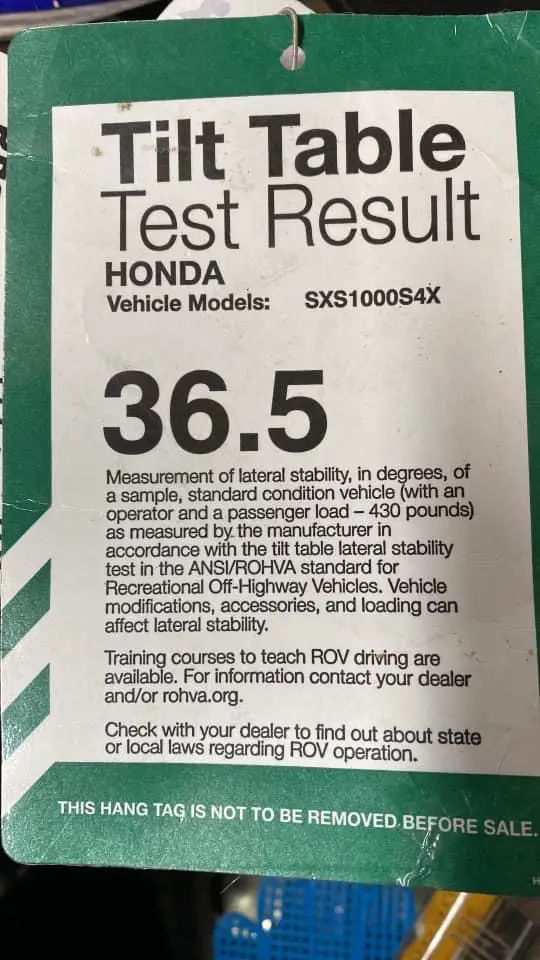 Tilt Table
Test Result
HONDA
Vehicle Models: SXS1000S4X
36.5
Measurement of lateral stability, in degrees, of
a sample, standard condition vehicle (with an
operator and a passenger load – 430 pounds)
as measured by the manufacturer in
accordance with the tilt table lateral stability
test in the ANSI/ROHVA standard for
Recreational Off-Highway Vehicles. Vehicle
modifications, accessories, and loading can
affect lateral stability.
Training courses to teach ROV driving are
available. For information contact your dealer
and/or rohva.org.
Check with your dealer to find out about state
or local laws regarding ROV operation.
THIS HANG TAG IS NOT TO BE REMOVED BEFORE SALE.